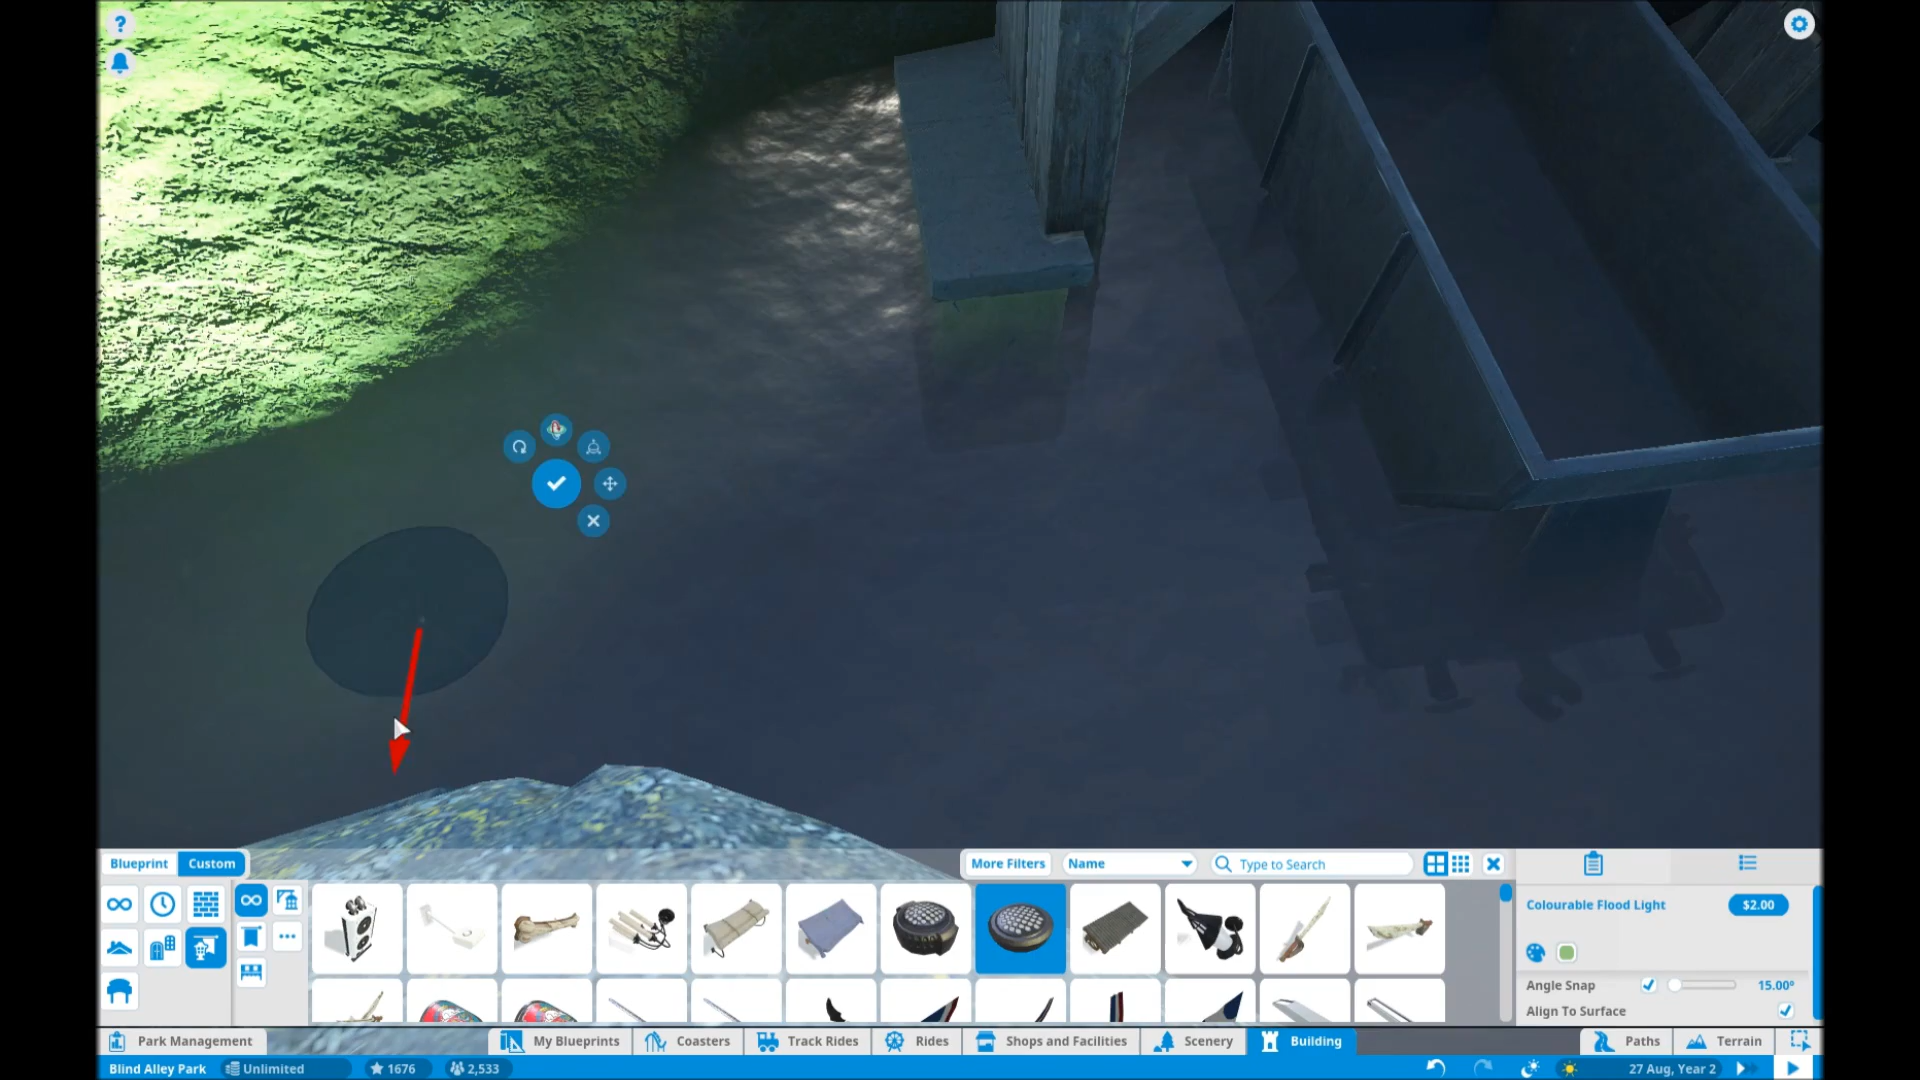 ?
Blueprint Custom More Filters Name Type to Search
Colourable Flood Light $2.00
Angle Snap 15.00°
Align To Surface
Park Management My Blueprints Coasters Track Rides Rides Shops and Facilities Scenery Building Paths Terrain
Blind Alley Park Unlimited 1676 2,533 27 Aug, Year 2